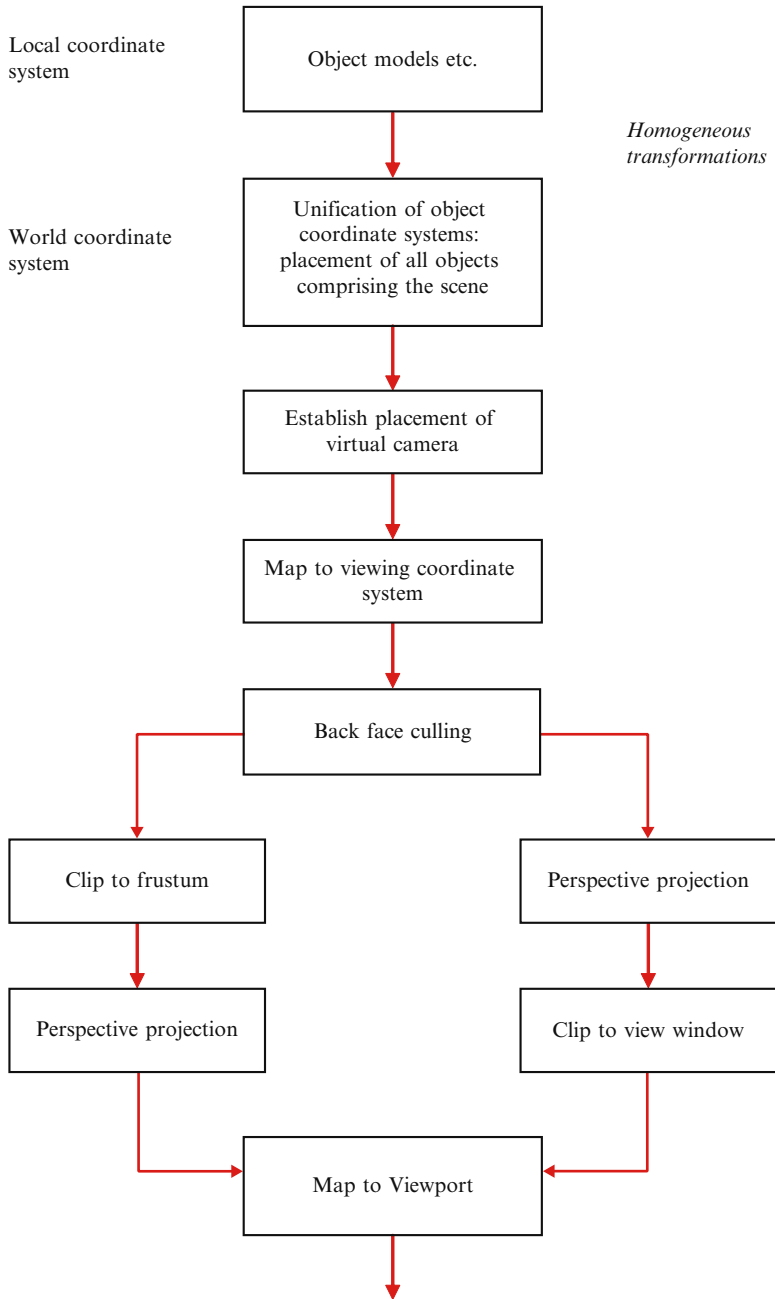 Local coordinate
system
Object models etc.
Homogeneous
transformations
World coordinate
system
Unification of object
coordinate systems:
placement of all objects
comprising the scene
Establish placement of
virtual camera
Map to viewing coordinate
system
Back face culling
Clip to frustum
Perspective projection
Perspective projection
Clip to view window
Map to Viewport